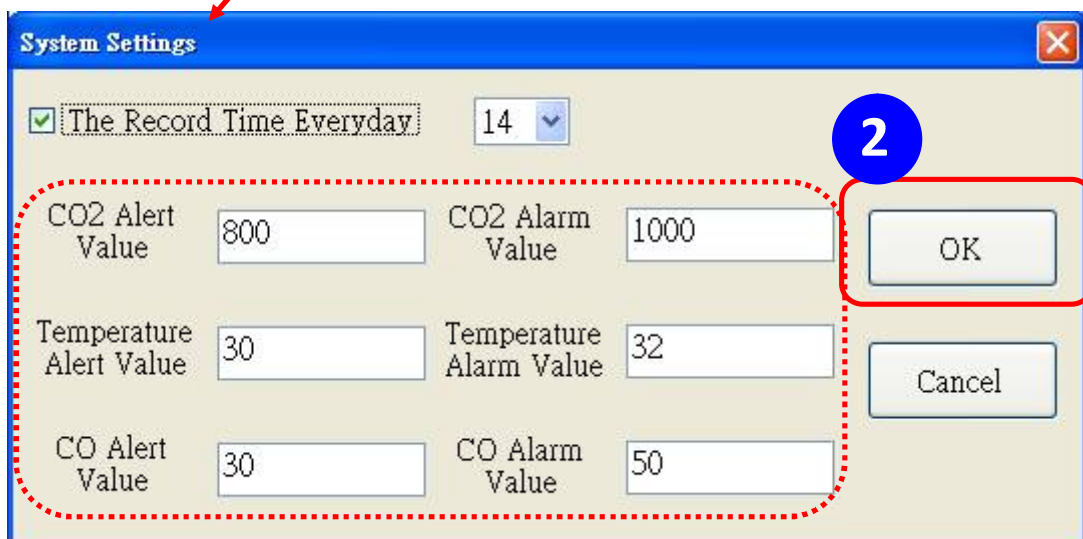 System Settings
The Record Time Everyday 14
2
CO2 Alert
Value
800
CO2 Alarm
Value
1000
OK
Temperature
Alert Value
30
Temperature
Alarm Value
32
Cancel
CO Alert
Value
30
CO Alarm
Value
50